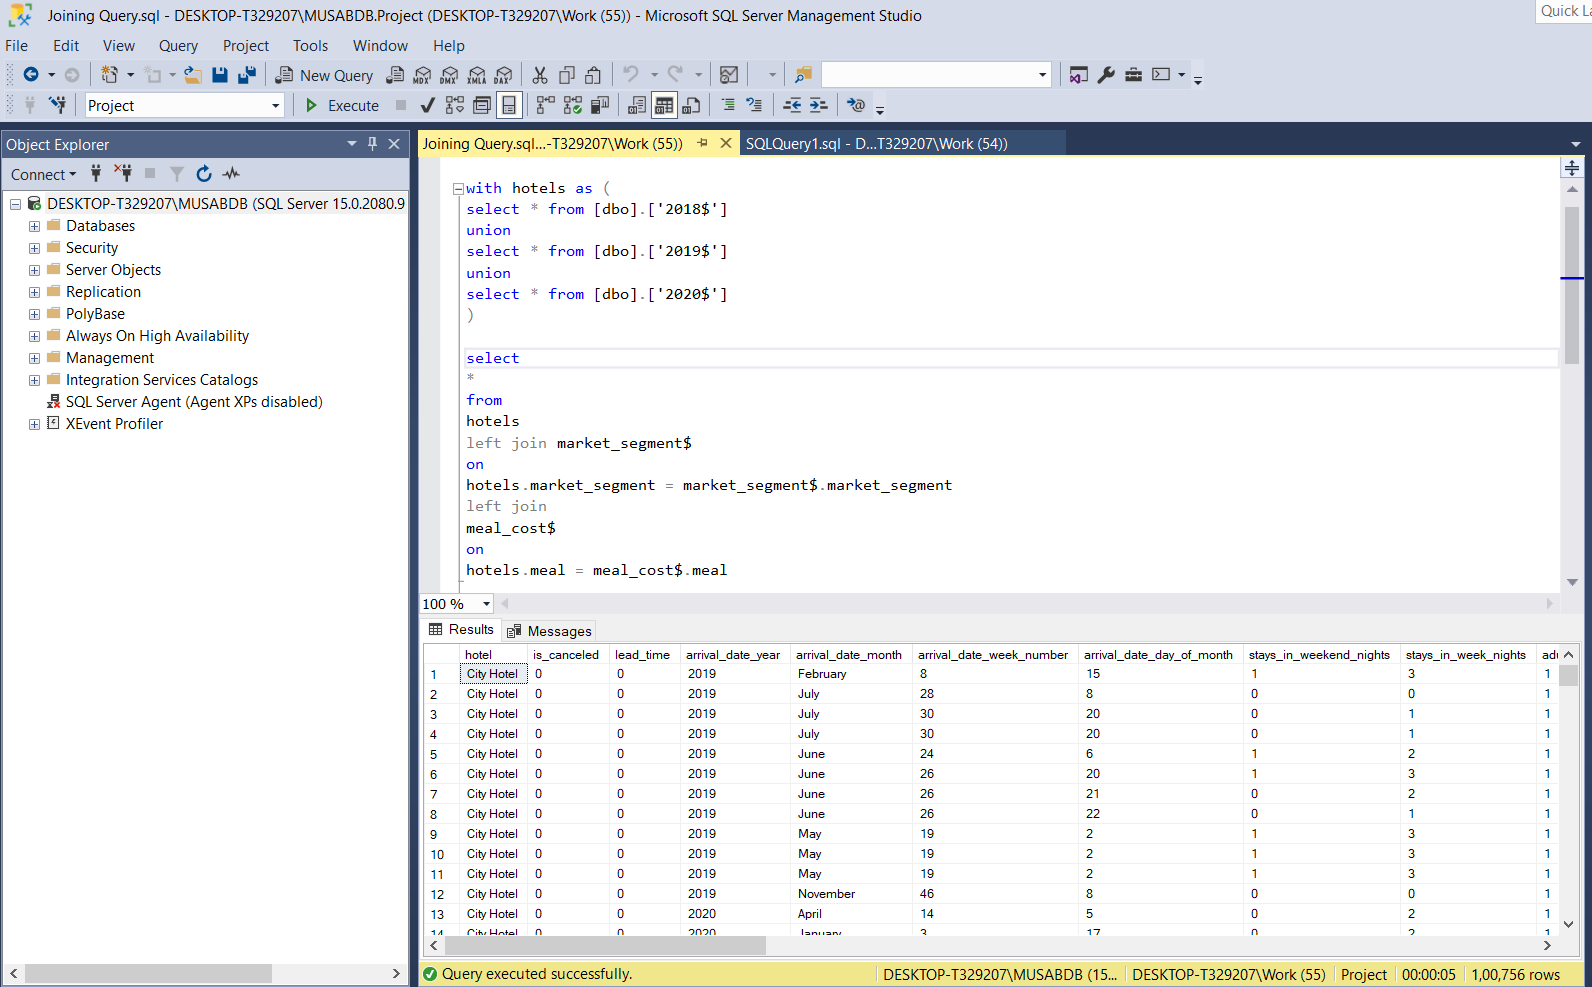 Joining Query.sql - DESKTOP-T329207\MUSABDB.Project (DESKTOP-T329207\Work (55)) - Microsoft SQL Server Management Studio
Quick La
File Edit View Query Project Tools Window Help
New Query MDX DMX XMLA DAX
Project Execute
Object Explorer
Connect
DESKTOP-T329207\MUSABDB (SQL Server 15.0.2080.9
Databases
Security
Server Objects
Replication
PolyBase
Always On High Availability
Management
Integration Services Catalogs
SQL Server Agent (Agent XPs disabled)
XEvent Profiler
Joining Query.sql...-T329207\Work (55)) SQLQuery1.sql - D...T329207\Work (54))
with hotels as (
select * from [dbo].['2018$']
union
select * from [dbo].['2019$']
union
select * from [dbo].['2020$']
)
select
*
from
hotels
left join market_segment$
on
hotels.market_segment = market_segment$.market_segment
left join
meal_cost$
on
hotels.meal = meal_cost$.meal
100 %
Results Messages
hotel is_canceled lead_time arrival_date_year arrival_date_month arrival_date_week_number arrival_date_day_of_month stays_in_weekend_nights stays_in_week_nights adu
1 City Hotel 0 0 2019 February 8 15 1 3 1
2 City Hotel 0 0 2019 July 28 8 0 0 1
3 City Hotel 0 0 2019 July 30 20 0 1 1
4 City Hotel 0 0 2019 July 30 20 0 1 1
5 City Hotel 0 0 2019 June 24 6 1 2 1
6 City Hotel 0 0 2019 June 26 20 1 3 1
7 City Hotel 0 0 2019 June 26 21 0 2 1
8 City Hotel 0 0 2019 June 26 22 0 1 1
9 City Hotel 0 0 2019 May 19 2 1 3 1
10 City Hotel 0 0 2019 May 19 2 1 3 1
11 City Hotel 0 0 2019 May 19 2 1 3 1
12 City Hotel 0 0 2019 November 46 8 0 0 1
13 City Hotel 0 0 2020 April 14 5 0 2 1
14 City Hotel 0 0 2020 January 3 17 0 2 1
Query executed successfully. DESKTOP-T329207\MUSABDB (15... DESKTOP-T329207\Work (55) Project 00:00:05 1,00,756 rows